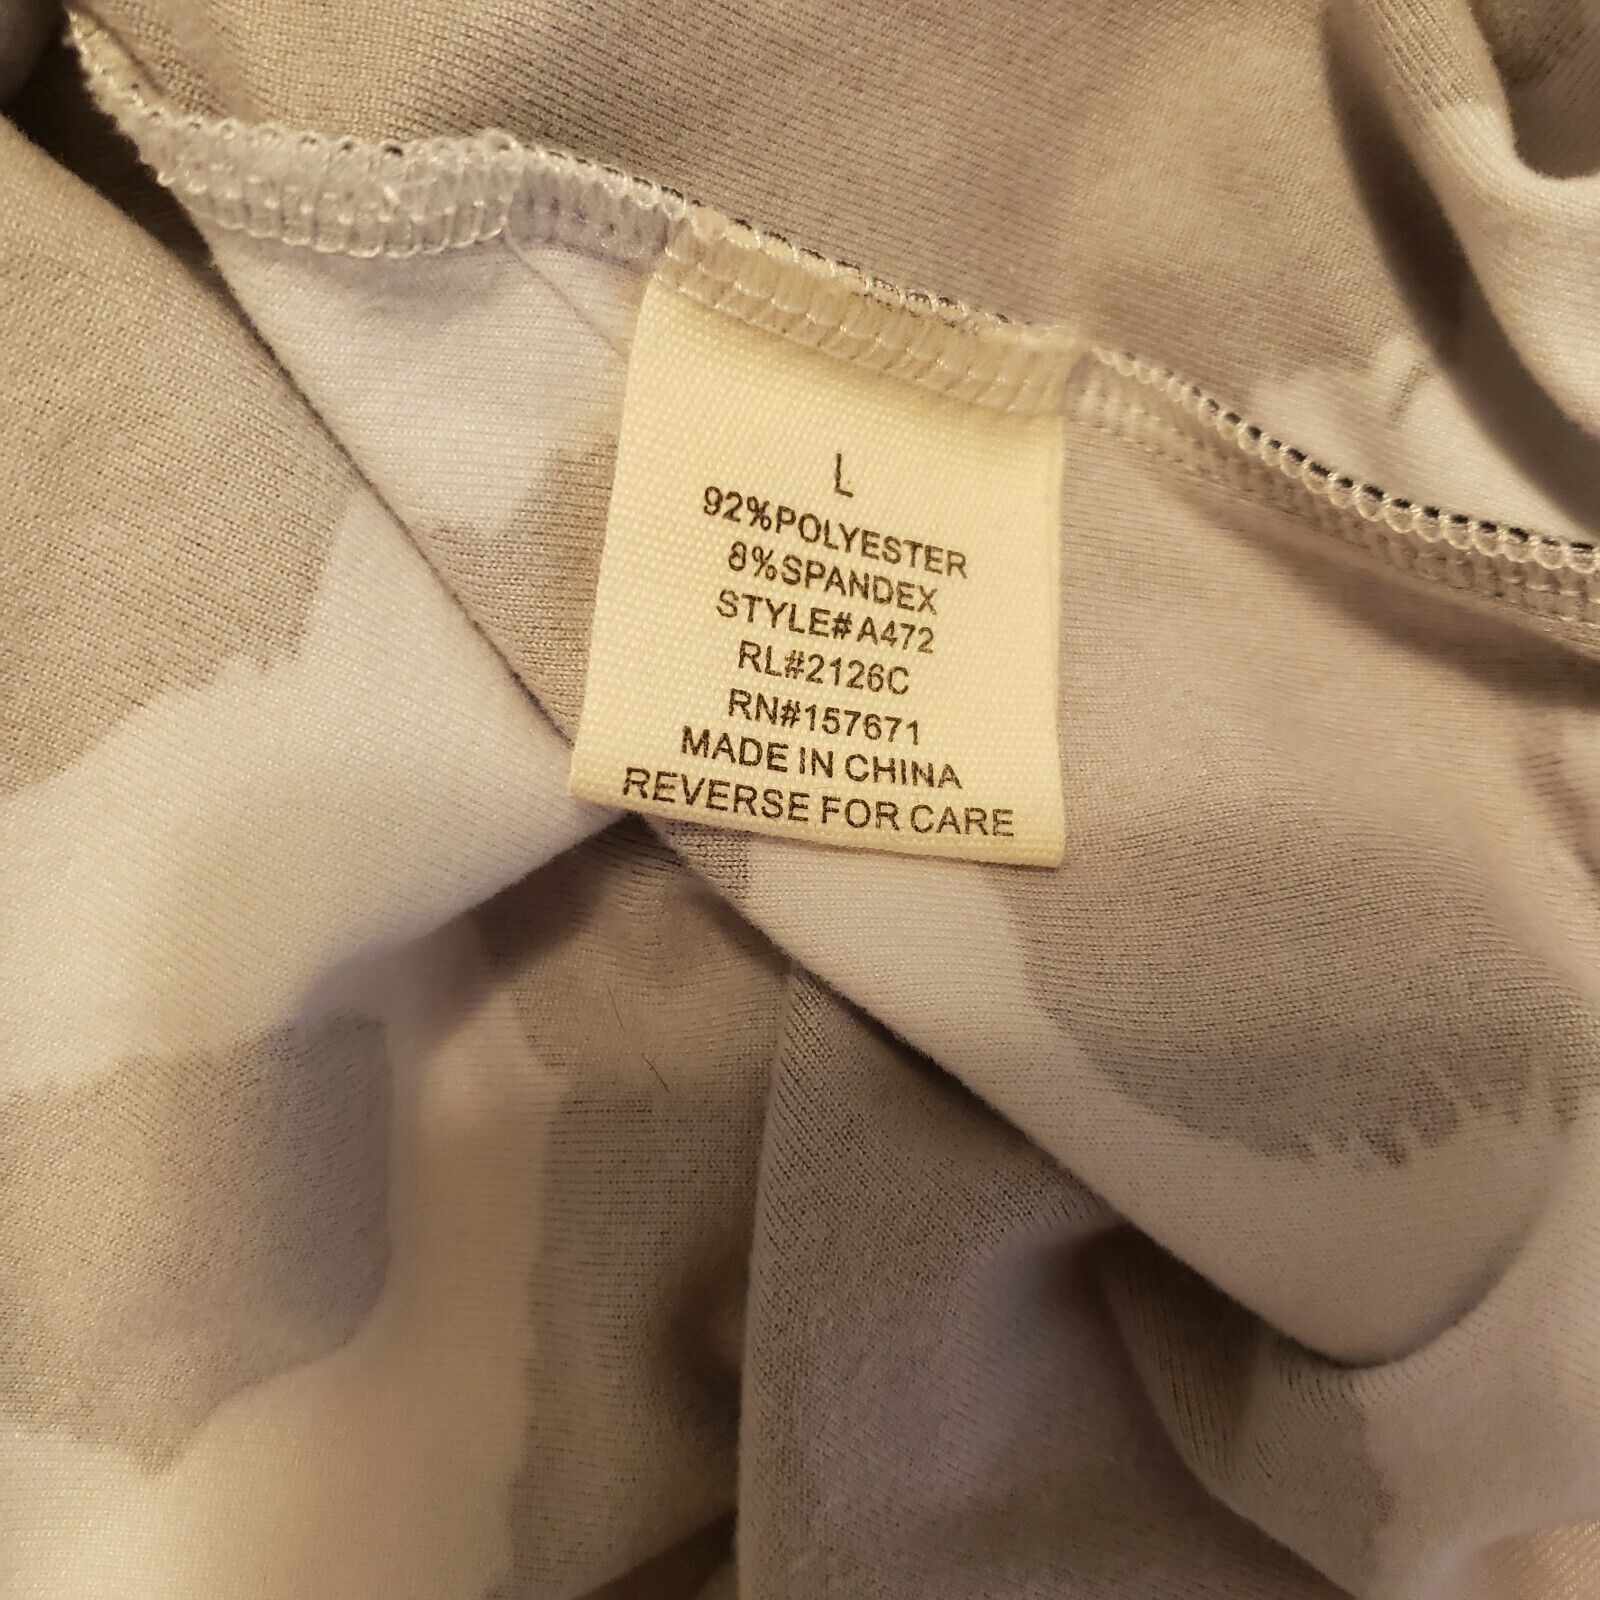 L
92%POLYESTER
8%SPANDEX
STYLE#A472
RL#2126C
RN#157671
MADE IN CHINA
REVERSE FOR CARE